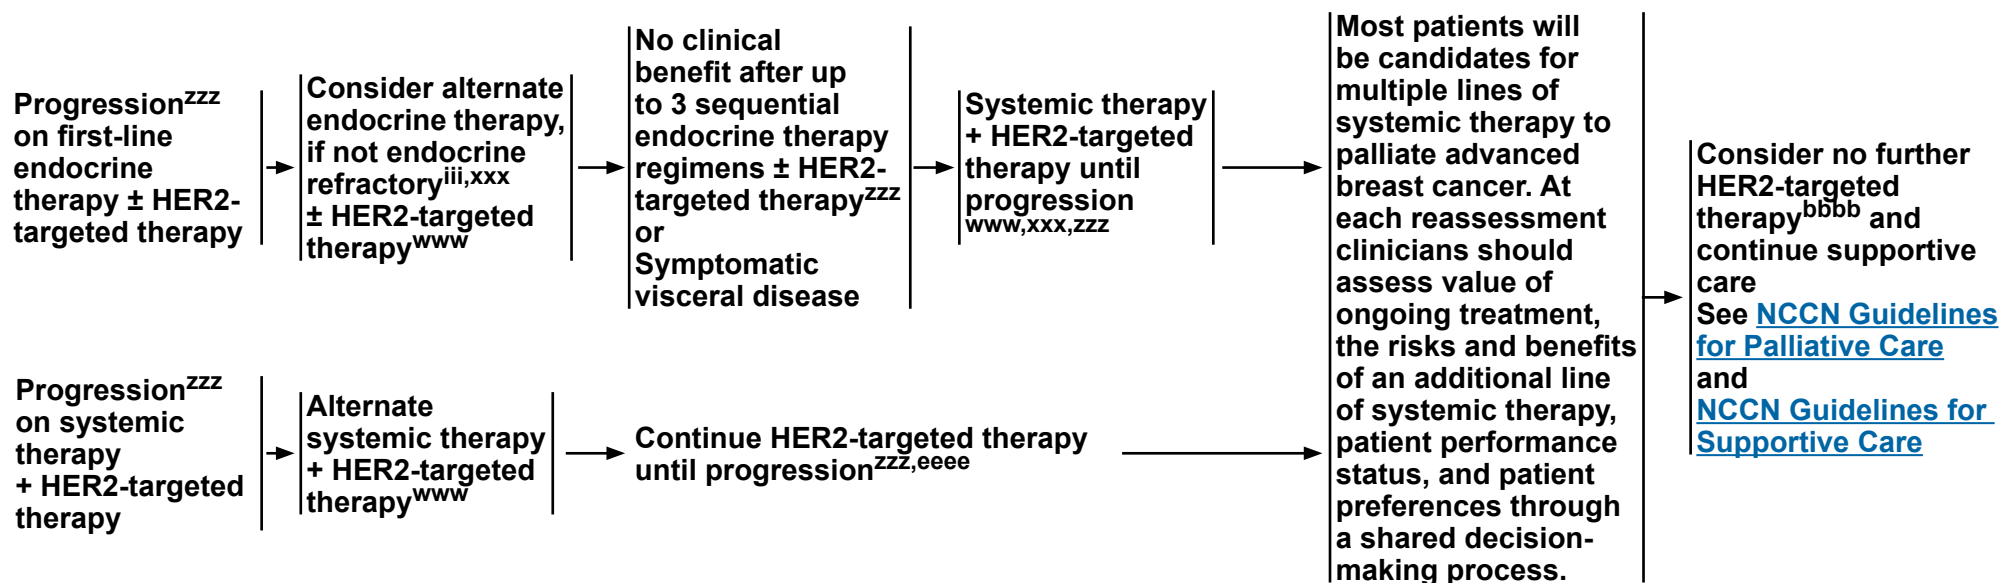 Progression^zzz
on first-line
endocrine
therapy ± HER2-
targeted therapy
Consider alternate
endocrine therapy,
if not endocrine
refractory^iii,xxx
± HER2-targeted
therapy^www
No clinical
benefit after up
to 3 sequential
endocrine therapy
regimens ± HER2-
targeted therapy^zzz
or
Symptomatic
visceral disease
Systemic therapy
+ HER2-targeted
therapy until
progression
www,xxx,zzz
Progression^zzz
on systemic
therapy
+ HER2-targeted
therapy
Alternate
systemic therapy
+ HER2-targeted
therapy^www
Continue HER2-targeted therapy
until progression^zzz,eeee
Most patients will
be candidates for
multiple lines of
systemic therapy to
palliate advanced
breast cancer. At
each reassessment
clinicians should
assess value of
ongoing treatment,
the risks and benefits
of an additional line
of systemic therapy,
patient performance
status, and patient
preferences through
a shared decision-
making process.
Consider no further
HER2-targeted
therapy^bbbb and
continue supportive
care
See NCCN Guidelines
for Palliative Care
and
NCCN Guidelines for
Supportive Care